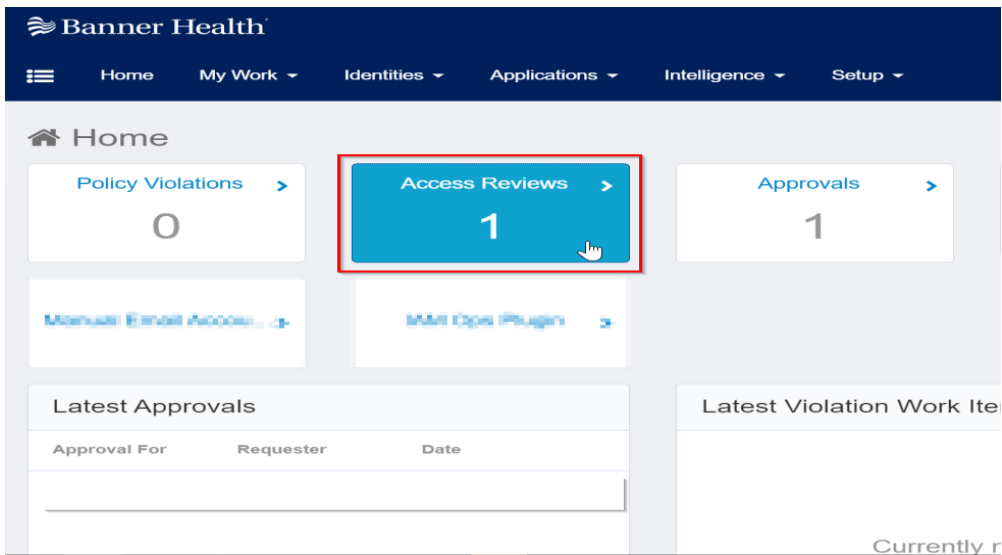 Banner Health
Home My Work Identities Applications Intelligence Setup
Home
Policy Violations Access Reviews Approvals
0 1 1
Latest Approvals Latest Violation Work Ite
Approval For Requester Date
Currently